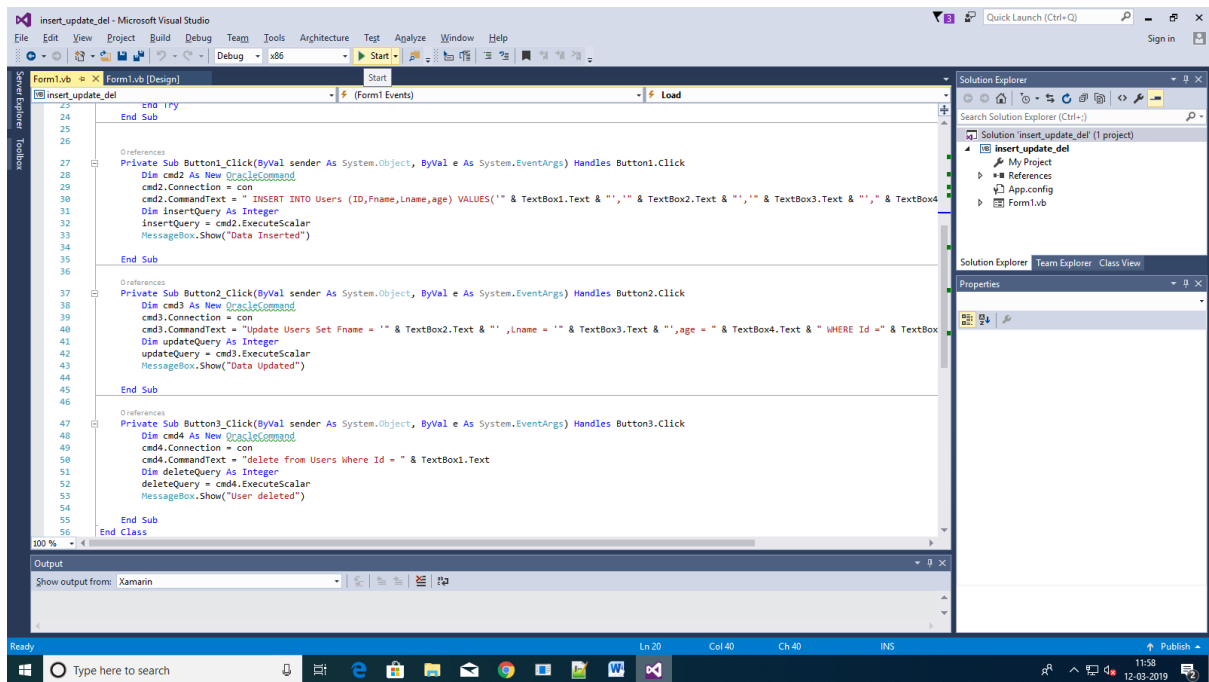 insert_update_del - Microsoft Visual Studio
3
Quick Launch (Ctrl+Q)
File Edit View Project Build Debug Team Tools Architecture Test Analyze Window Help
Sign in
Debug x86 Start
Form1.vb Form1.vb [Design]
Start
insert_update_del (Form1 Events) Load
Server Explorer
Toolbox
23 End Try
24 End Sub
25
26
0 references
27 Private Sub Button1_Click(ByVal sender As System.Object, ByVal e As System.EventArgs) Handles Button1.Click
28 Dim cmd2 As New OracleCommand
29 cmd2.Connection = con
30 cmd2.CommandText = " INSERT INTO Users (ID,Fname,Lname,age) VALUES('" & TextBox1.Text & "','" & TextBox2.Text & "','" & TextBox3.Text & "'," & TextBox4
31 Dim insertQuery As Integer
32 insertQuery = cmd2.ExecuteScalar
33 MessageBox.Show("Data Inserted")
34
35 End Sub
36
0 references
37 Private Sub Button2_Click(ByVal sender As System.Object, ByVal e As System.EventArgs) Handles Button2.Click
38 Dim cmd3 As New OracleCommand
39 cmd3.Connection = con
40 cmd3.CommandText = "Update Users Set Fname = '" & TextBox2.Text & "' ,Lname = '" & TextBox3.Text & "',age = " & TextBox4.Text & " WHERE Id =" & TextBox
41 Dim updateQuery As Integer
42 updateQuery = cmd3.ExecuteScalar
43 MessageBox.Show("Data Updated")
44
45 End Sub
46
0 references
47 Private Sub Button3_Click(ByVal sender As System.Object, ByVal e As System.EventArgs) Handles Button3.Click
48 Dim cmd4 As New OracleCommand
49 cmd4.Connection = con
50 cmd4.CommandText = "delete from Users Where Id = " & TextBox1.Text
51 Dim deleteQuery As Integer
52 deleteQuery = cmd4.ExecuteScalar
53 MessageBox.Show("User deleted")
54
55 End Sub
56 End Class
100 %
Solution Explorer
Search Solution Explorer (Ctrl+;)
Solution 'insert_update_del' (1 project)
VB insert_update_del
My Project
References
App.config
Form1.vb
Solution Explorer Team Explorer Class View
Properties
Output
Show output from: Xamarin
Ready Ln 20 Col 40 Ch 40 INS Publish
Type here to search
11:58
12-03-2019
2